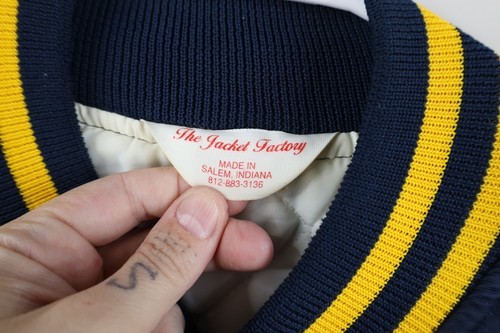 The Jacket Factory
MADE IN
SALEM, INDIANA
812-883-3136